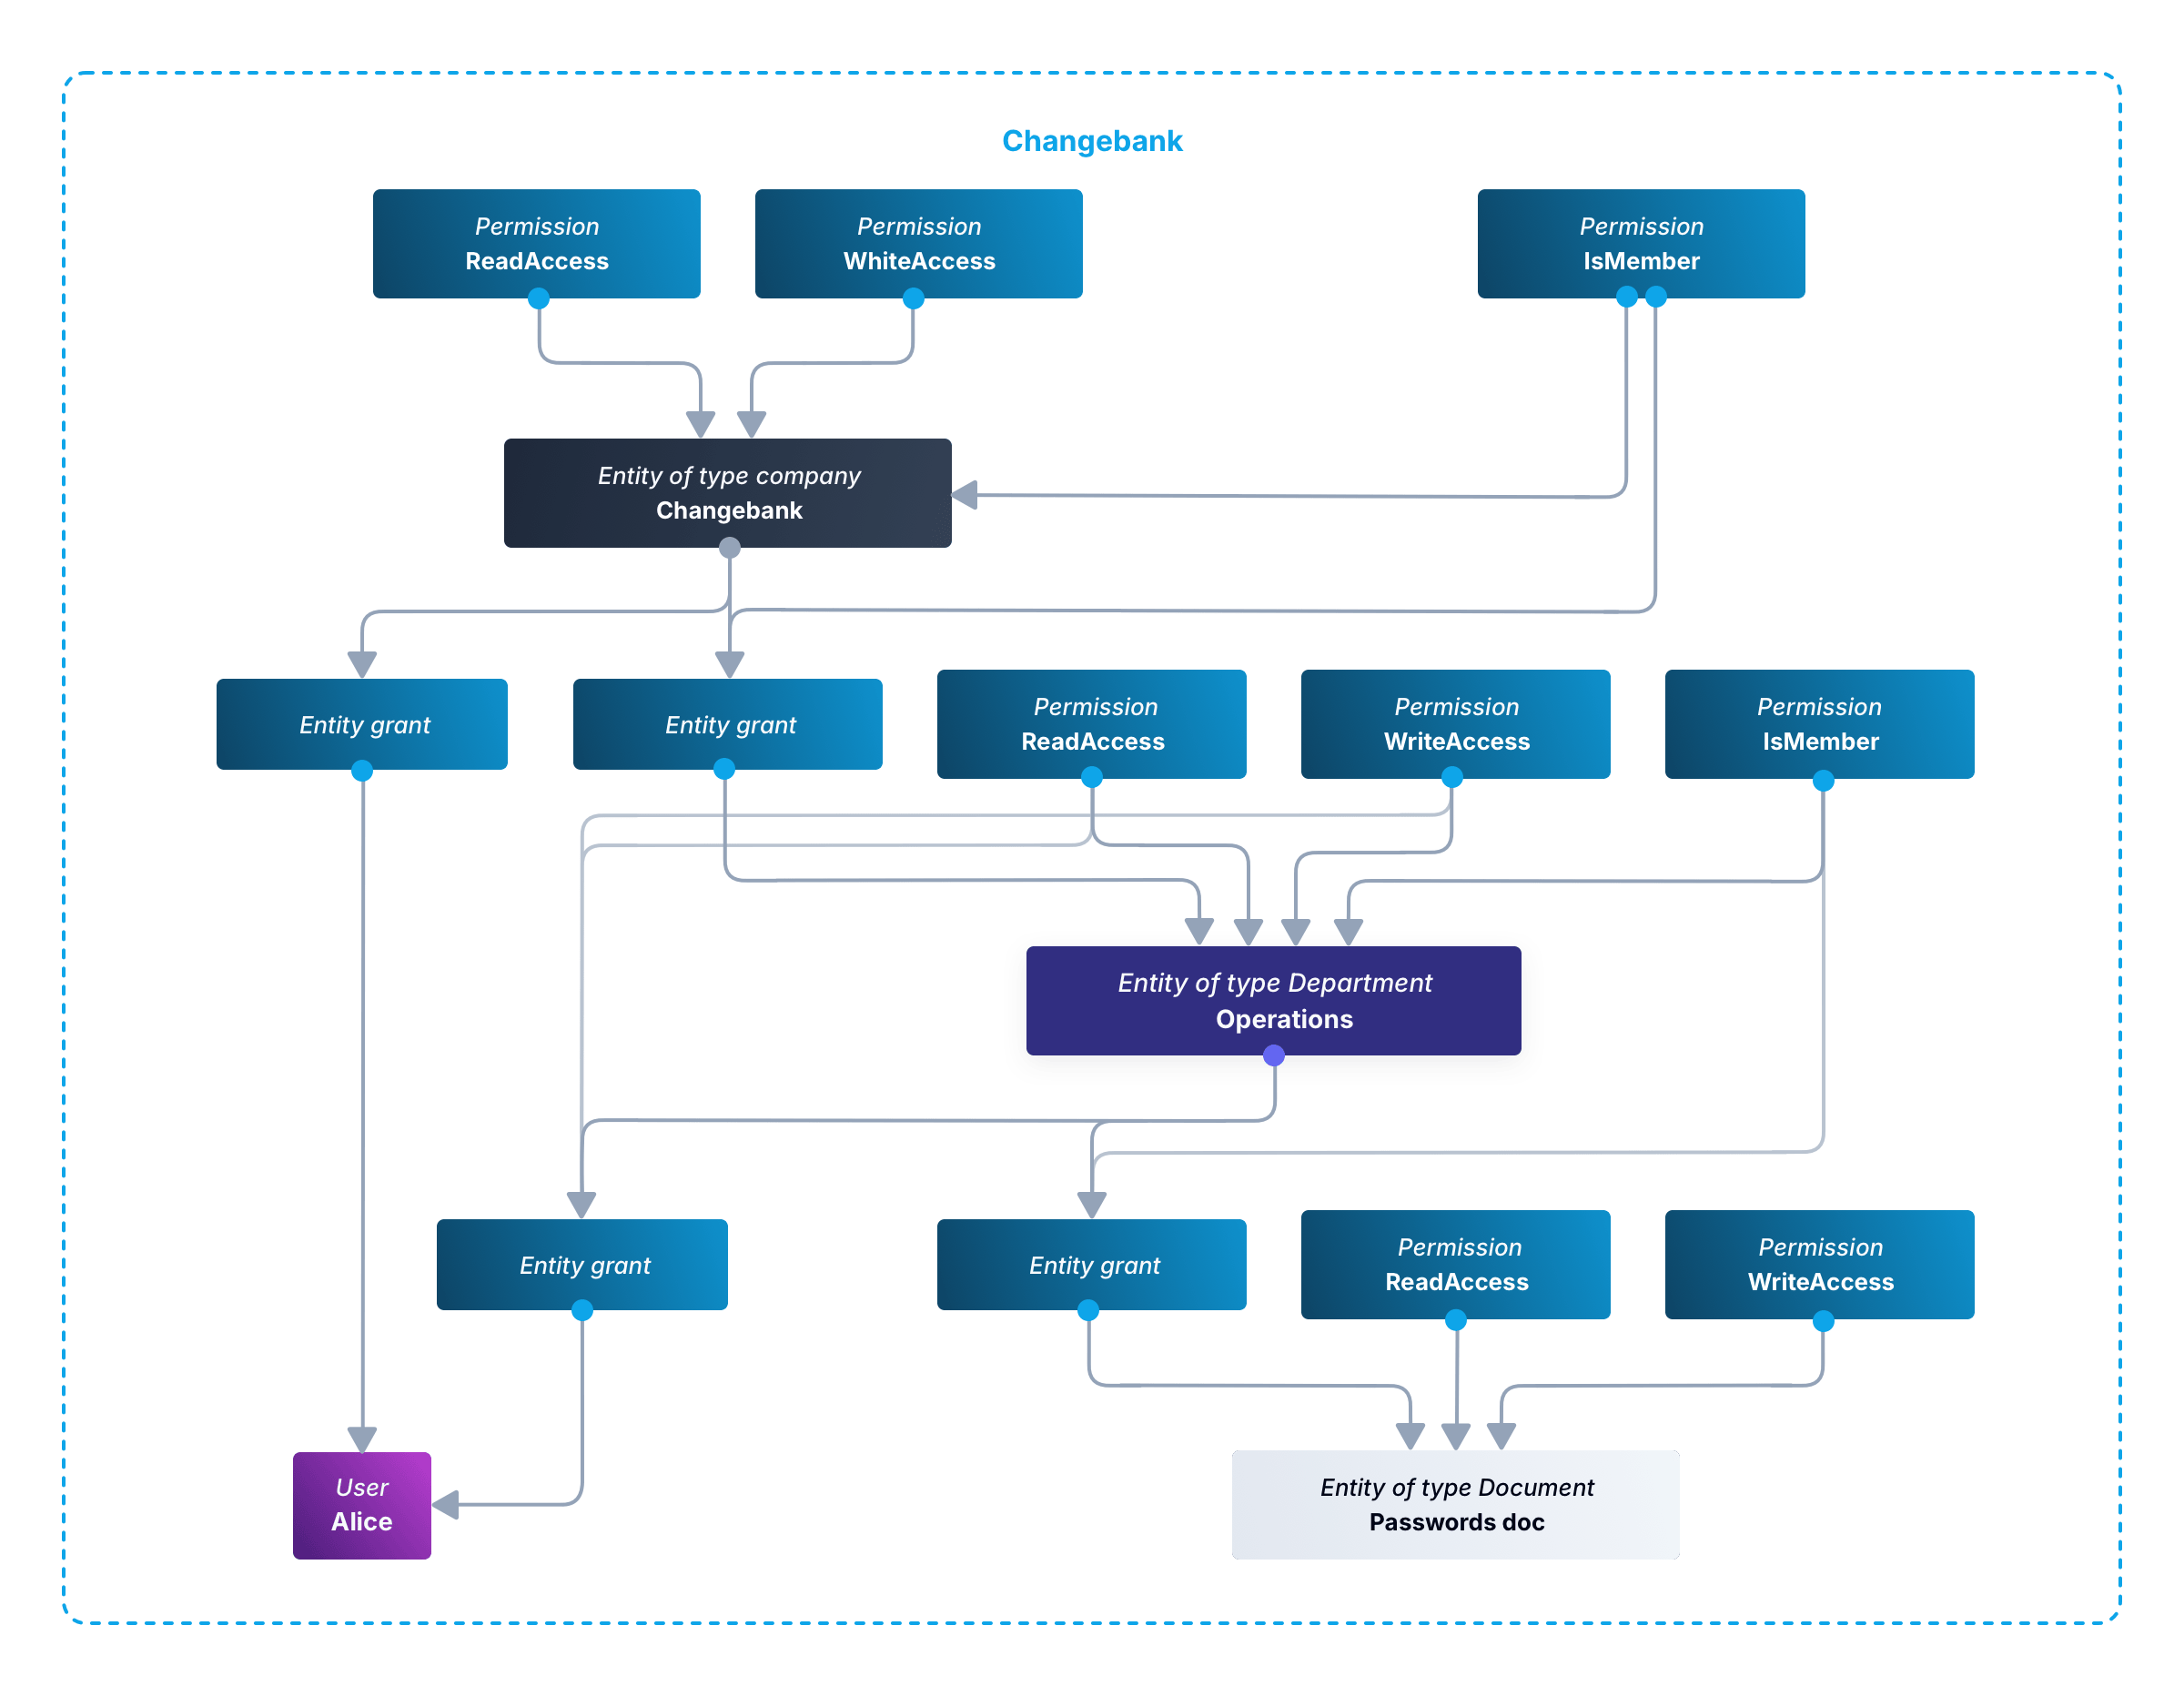 Changebank
Permission
ReadAccess
Permission
WhiteAccess
Permission
IsMember
Entity of type company
Changebank
Entity grant
Entity grant
Permission
ReadAccess
Permission
WriteAccess
Permission
IsMember
Entity of type Department
Operations
Entity grant
Entity grant
Permission
ReadAccess
Permission
WriteAccess
User
Alice
Entity of type Document
Passwords doc